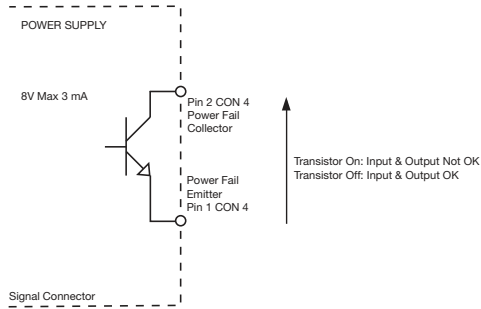 POWER SUPPLY
8V Max 3 mA
Pin 2 CON 4
Power Fail
Collector
Transistor On: Input & Output Not OK
Transistor Off: Input & Output OK
Power Fail
Emitter
Pin 1 CON 4
Signal Connector